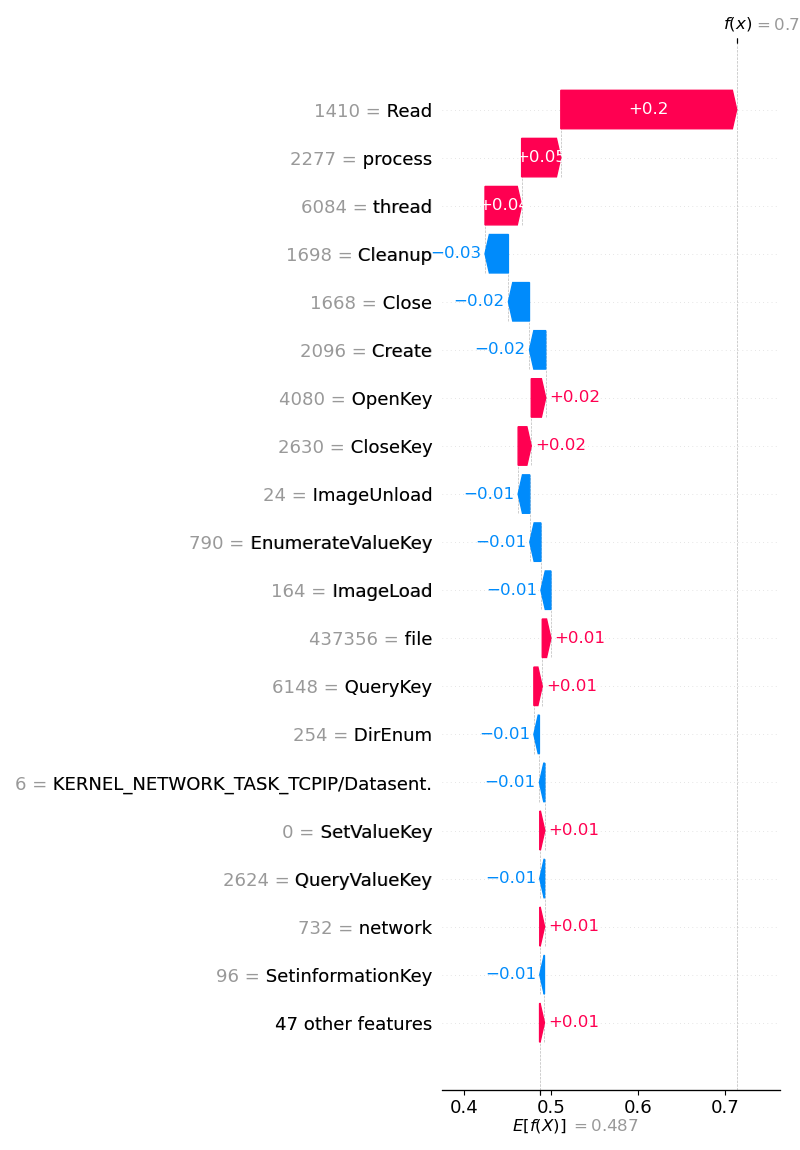 f(x) = 0.7
1410 = Read +0.2
2277 = process +0.05
6084 = thread +0.04
1698 = Cleanup −0.03
1668 = Close −0.02
2096 = Create −0.02
4080 = OpenKey +0.02
2630 = CloseKey +0.02
24 = ImageUnload −0.01
790 = EnumerateValueKey −0.01
164 = ImageLoad −0.01
437356 = file +0.01
6148 = QueryKey +0.01
254 = DirEnum −0.01
6 = KERNEL_NETWORK_TASK_TCPIP/Datasent. −0.01
0 = SetValueKey +0.01
2624 = QueryValueKey −0.01
732 = network +0.01
96 = SetinformationKey −0.01
47 other features +0.01
0.4 0.5 0.6 0.7
E[f(X)] = 0.487